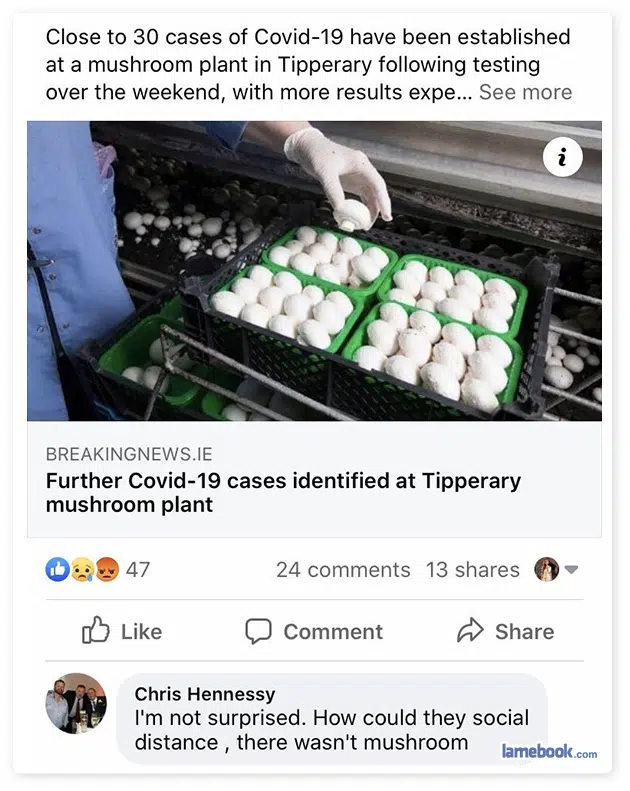 Close to 30 cases of Covid-19 have been established
at a mushroom plant in Tipperary following testing
over the weekend, with more results expe... See more
i
BREAKINGNEWS.IE
Further Covid-19 cases identified at Tipperary
mushroom plant
47
24 comments 13 shares
Like Comment Share
Chris Hennessy
I'm not surprised. How could they social
distance , there wasn't mushroom
lamebook.com